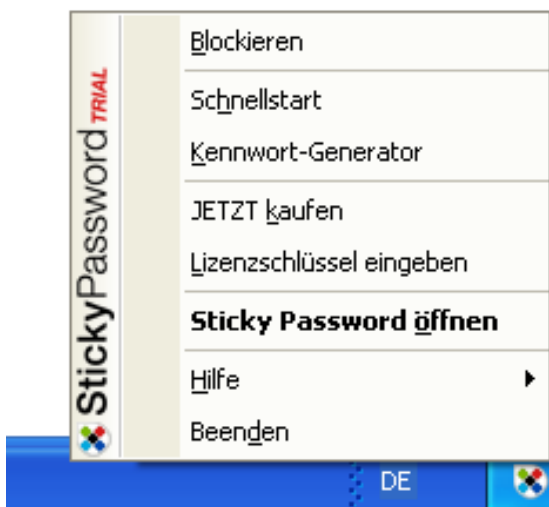 Blockieren
Schnellstart
Kennwort-Generator
JETZT kaufen
Lizenzschlüssel eingeben
Sticky Password öffnen
Hilfe
Beenden
StickyPassword TRIAL
DE